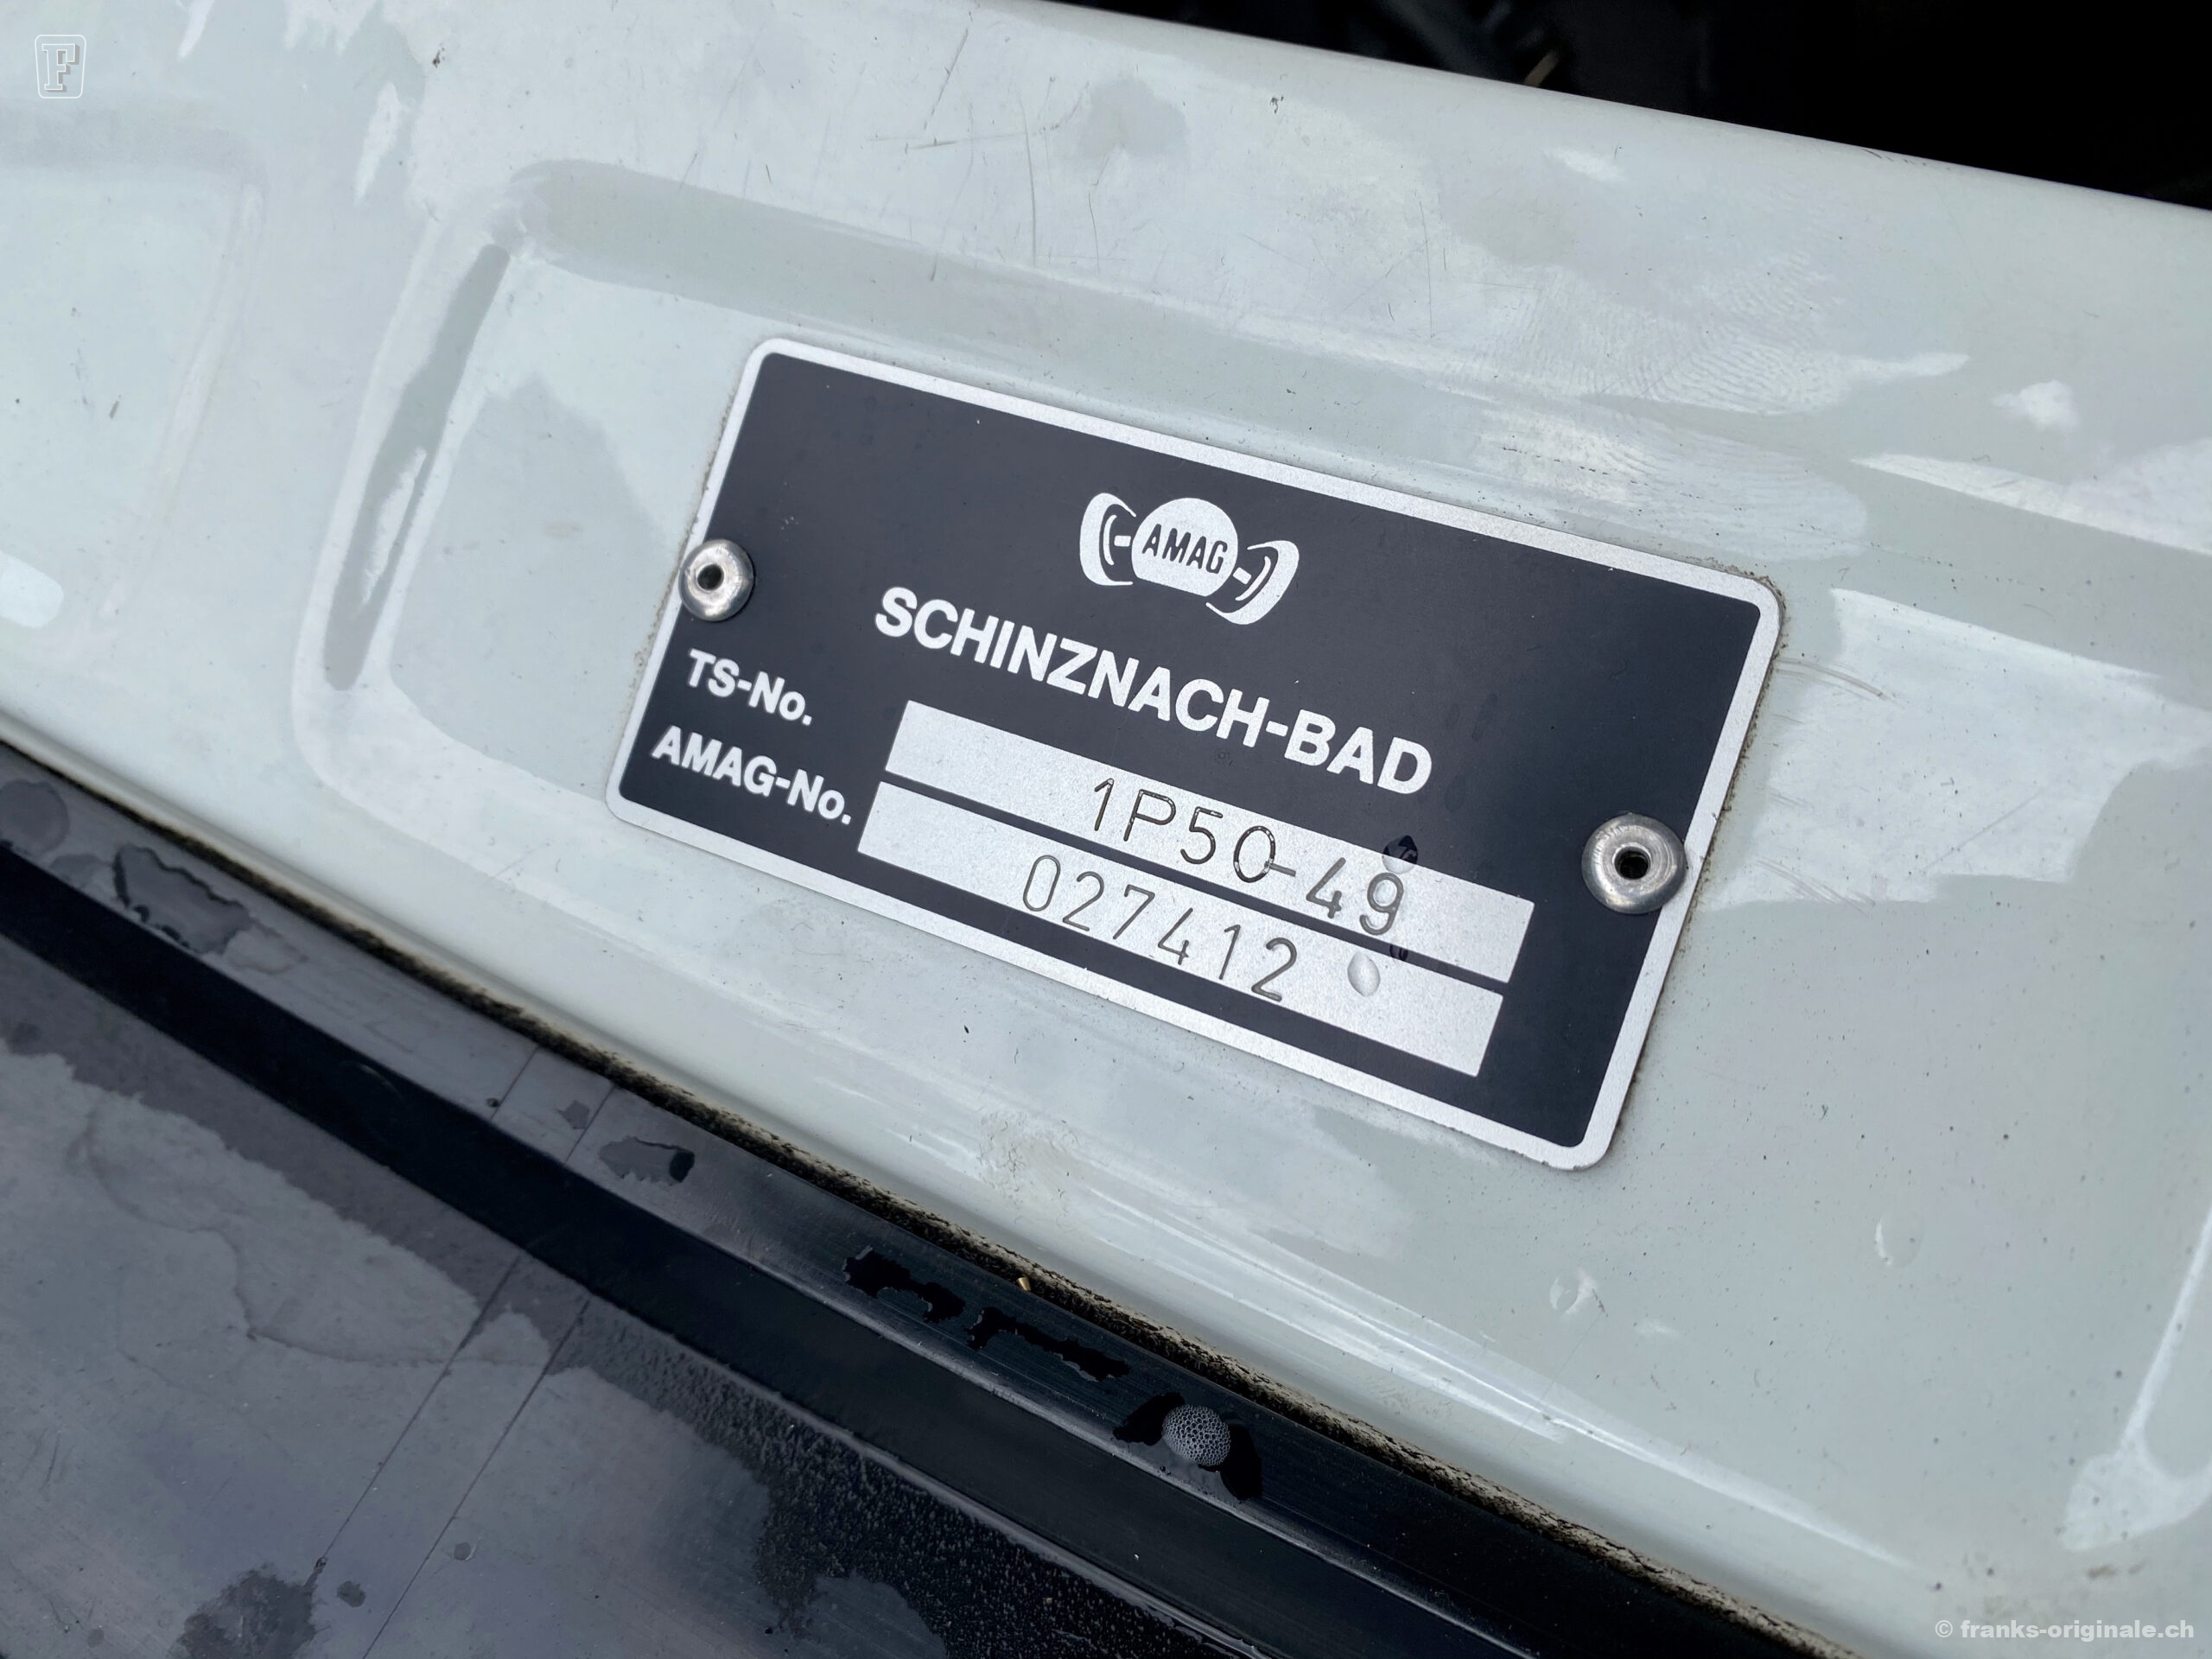 F
AMAG
SCHINZNACH-BAD
TS-No. 1P50-49
AMAG-No. 027412
© franks-originale.ch